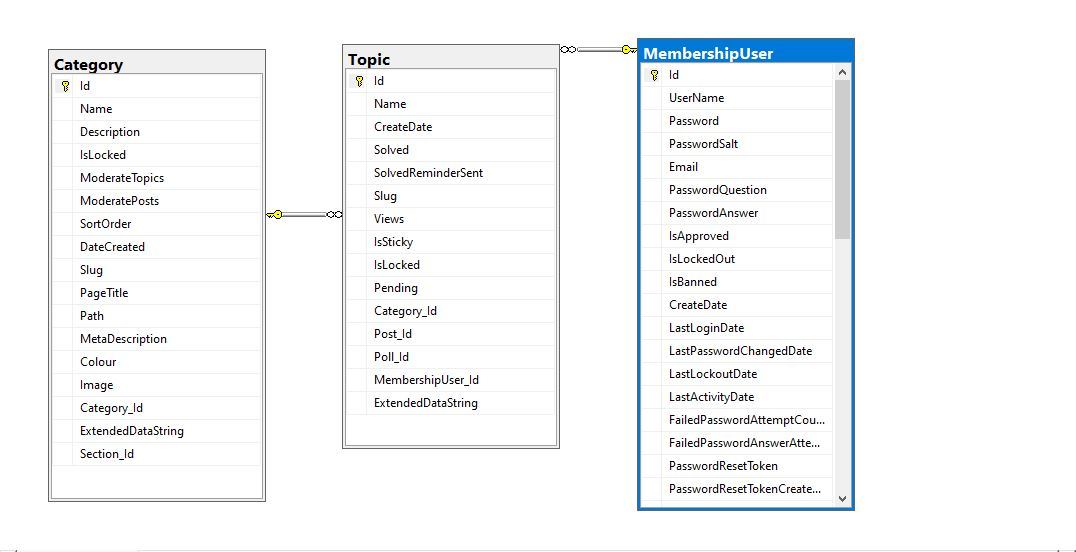 Category
Id
Name
Description
IsLocked
ModerateTopics
ModeratePosts
SortOrder
DateCreated
Slug
PageTitle
Path
MetaDescription
Colour
Image
Category_Id
ExtendedDataString
Section_Id
Topic
Id
Name
CreateDate
Solved
SolvedReminderSent
Slug
Views
IsSticky
IsLocked
Pending
Category_Id
Post_Id
Poll_Id
MembershipUser_Id
ExtendedDataString
MembershipUser
Id
UserName
Password
PasswordSalt
Email
PasswordQuestion
PasswordAnswer
IsApproved
IsLockedOut
IsBanned
CreateDate
LastLoginDate
LastPasswordChangedDate
LastLockoutDate
LastActivityDate
FailedPasswordAttemptCou...
FailedPasswordAnswerAtte...
PasswordResetToken
PasswordResetTokenCreate...